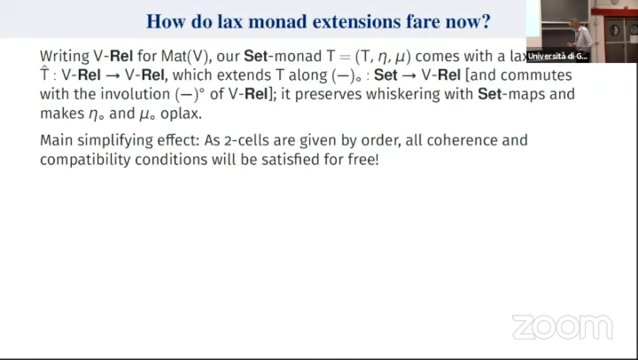 How do lax monad extensions fare now?
Writing V-Rel for Mat(V), our Set-monad T = (T, η, μ) comes with a lax
T̂ : V-Rel → V-Rel, which extends T along (−)∘ : Set → V-Rel [and commutes
with the involution (−)° of V-Rel]; it preserves whiskering with Set-maps and
makes η∘ and μ∘ oplax.
Main simplifying effect: As 2-cells are given by order, all coherence and
compatibility conditions will be satisfied for free!
Università di G...
zoom